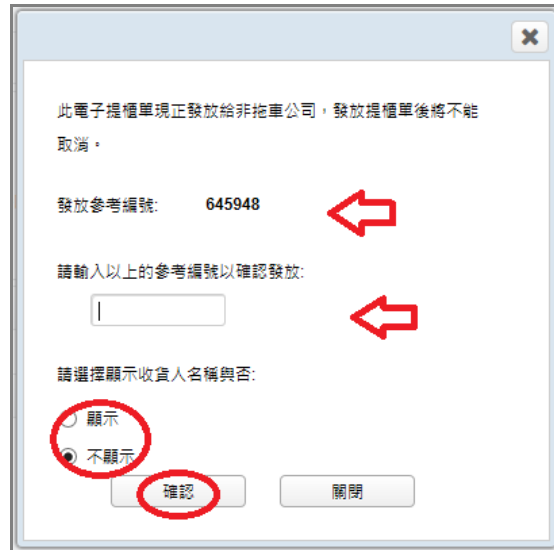 此電子提櫃單現正發放給非拖車公司，發放提櫃單後將不能
取消。
發放參考編號: 645948
請輸入以上的參考編號以確認發放:
請選擇顯示收貨人名稱與否:
顯示
不顯示
確認 關閉